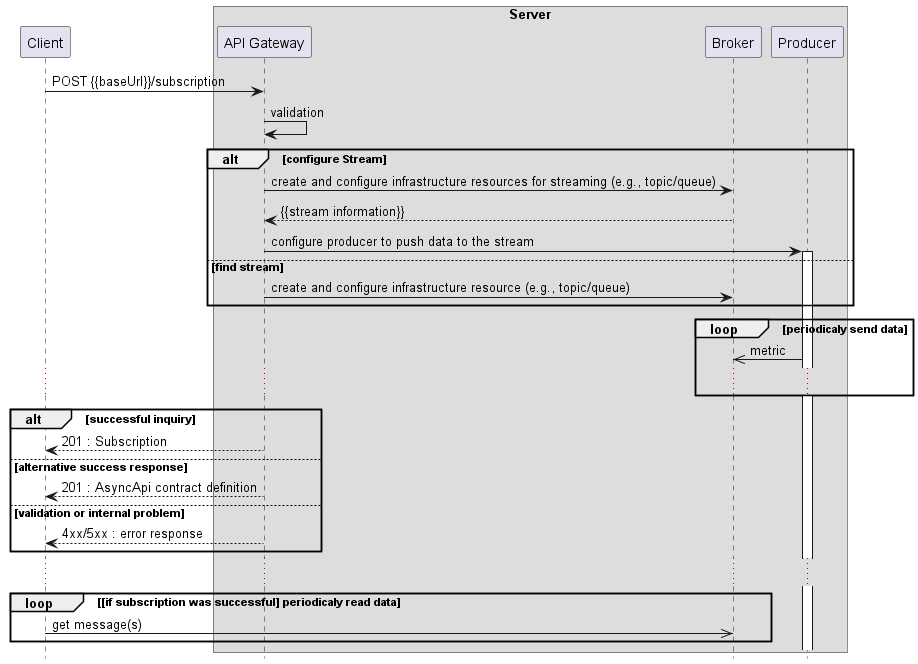 Server
Client
API Gateway
Broker
Producer
POST {{baseUrl}}/subscription
validation
alt
[configure Stream]
create and configure infrastructure resources for streaming (e.g., topic/queue)
{{stream information}}
configure producer to push data to the stream
[find stream]
create and configure infrastructure resource (e.g., topic/queue)
loop
[periodicaly send data]
metric
alt
[successful inquiry]
201 : Subscription
[alternative success response]
201 : AsyncApi contract definition
[validation or internal problem]
4xx/5xx : error response
loop
[[if subscription was successful] periodicaly read data]
get message(s)